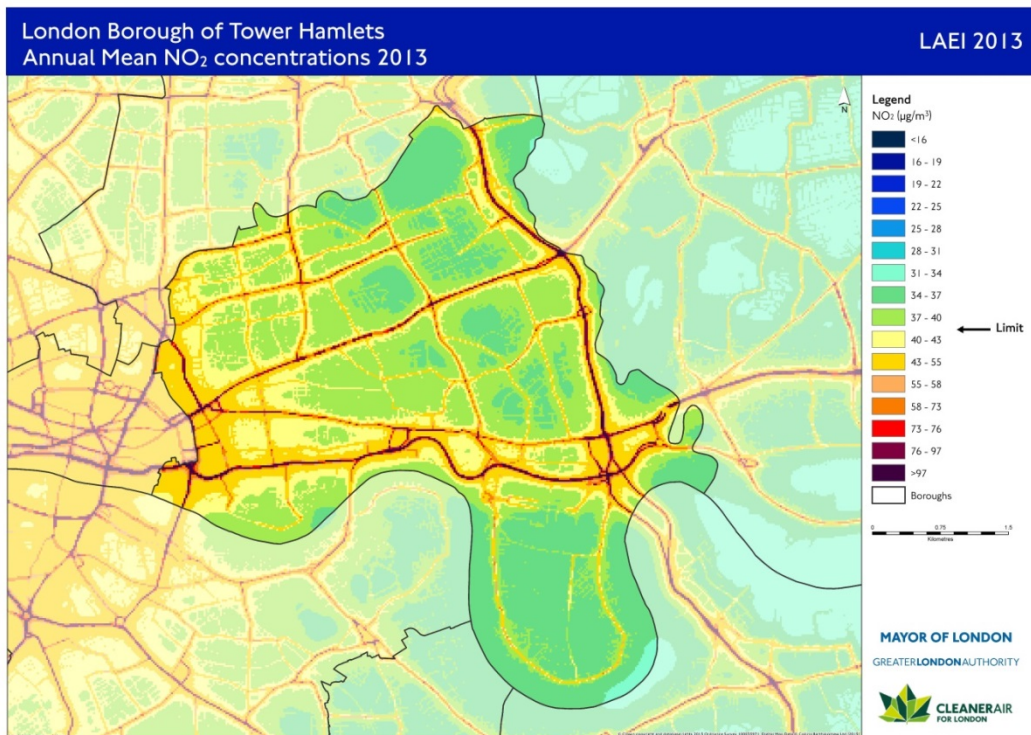 London Borough of Tower Hamlets
Annual Mean NO₂ concentrations 2013
LAEI 2013
N
Legend
NO₂ (µg/m³)
<16
16 - 19
19 - 22
22 - 25
25 - 28
28 - 31
31 - 34
34 - 37
37 - 40
Limit
40 - 43
43 - 55
55 - 58
58 - 73
73 - 76
76 - 97
>97
Boroughs
0 0.75 1.5
Kilometres
MAYOR OF LONDON
GREATERLONDONAUTHORITY
CLEANERAIR
FOR LONDON